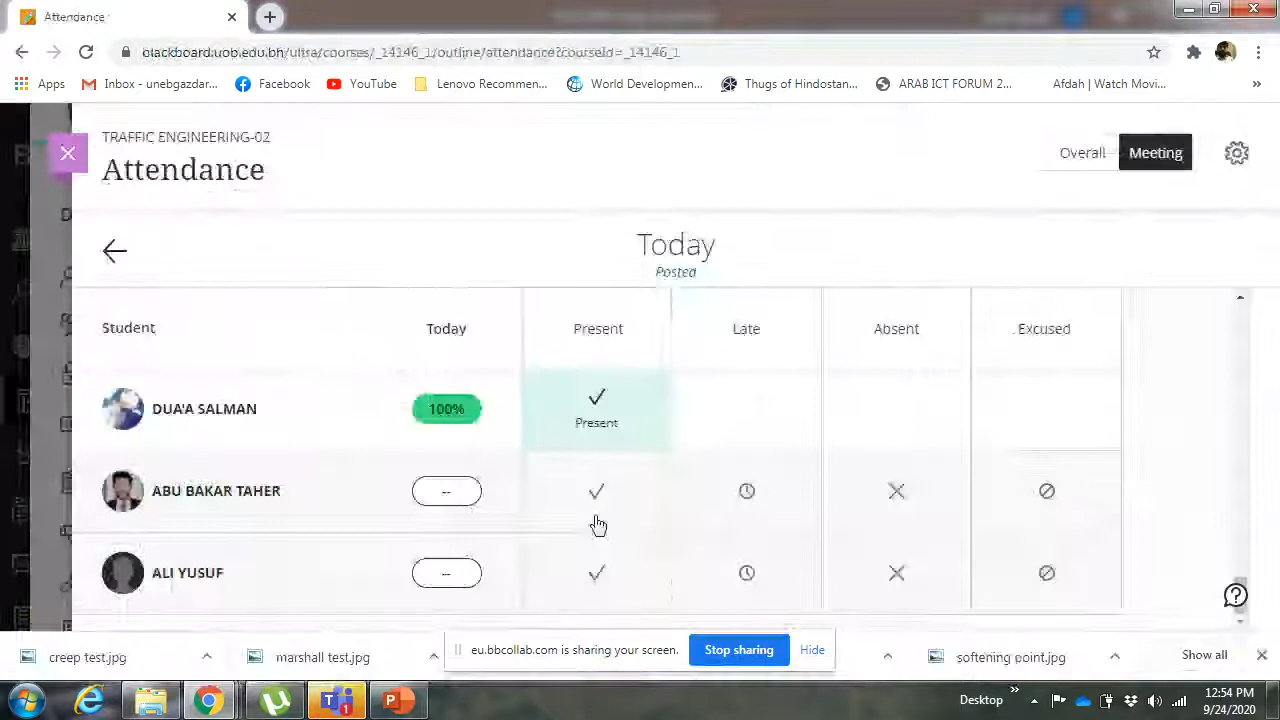 Attendance
blackboard.uob.edu.bh/ultra/courses/_14146_1/outline/attendance?courseId=_14146_1
Apps
Inbox - unebgazdar...
Facebook
YouTube
Lenovo Recommen...
World Developmen...
Thugs of Hindostan...
ARAB ICT FORUM 2...
Afdah | Watch Movi...
»
TRAFFIC ENGINEERING-02
Attendance
Overall
Meeting
Today
Posted
Student
Today
Present
Late
Absent
Excused
DUA'A SALMAN
100%
Present
ABU BAKAR TAHER
--
ALI YUSUF
--
creep test.jpg
marshall test.jpg
eu.bbcollab.com is sharing your screen.
Stop sharing
Hide
softening point.jpg
Show all
Desktop
»
12:54 PM
9/24/2020